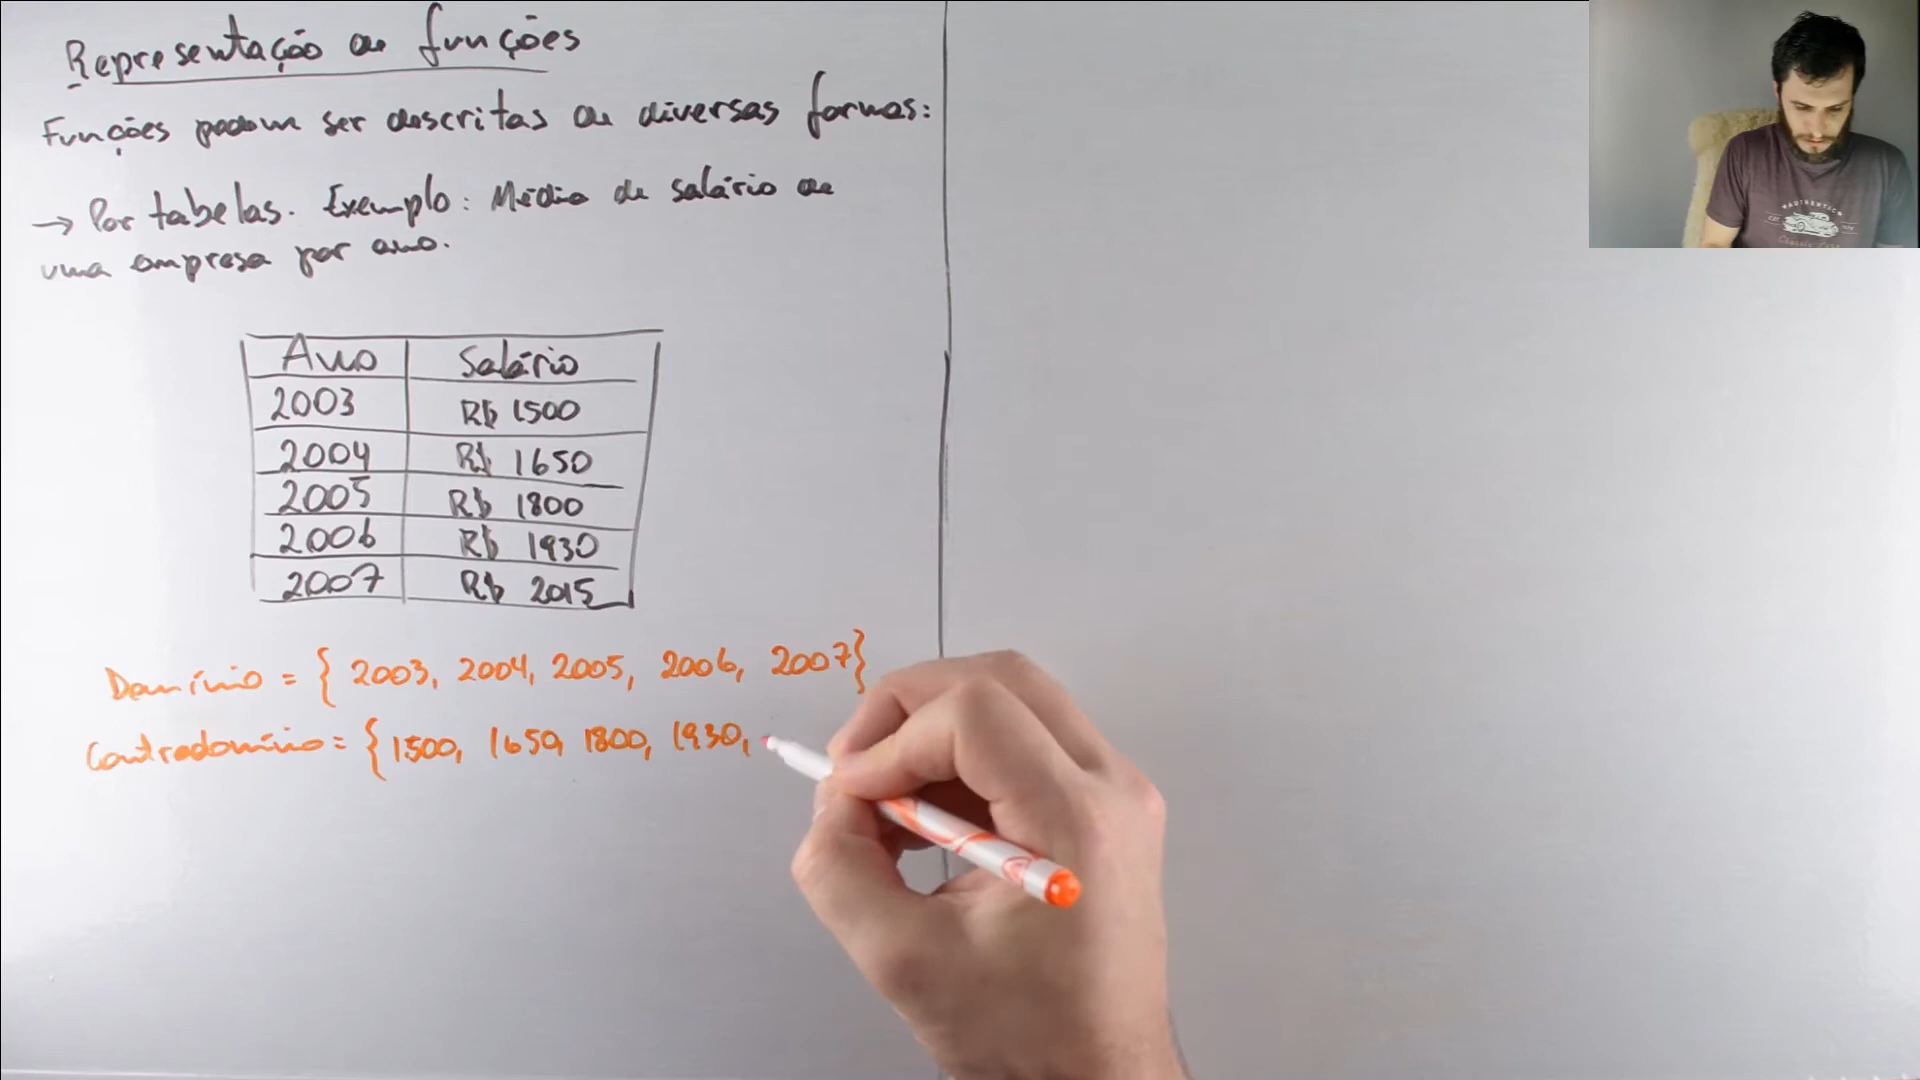 Representação de funções
Funções podem ser descritas de diversas formas:
→ Por tabelas. Exemplo: Média de salário de
uma empresa por ano.
Ano Salário
2003 R$ 1500
2004 R$ 1650
2005 R$ 1800
2006 R$ 1930
2007 R$ 2015
Domínio = { 2003, 2004, 2005, 2006, 2007}
Contradomínio = { 1500, 1650, 1800, 1930,
AUTHENTIC